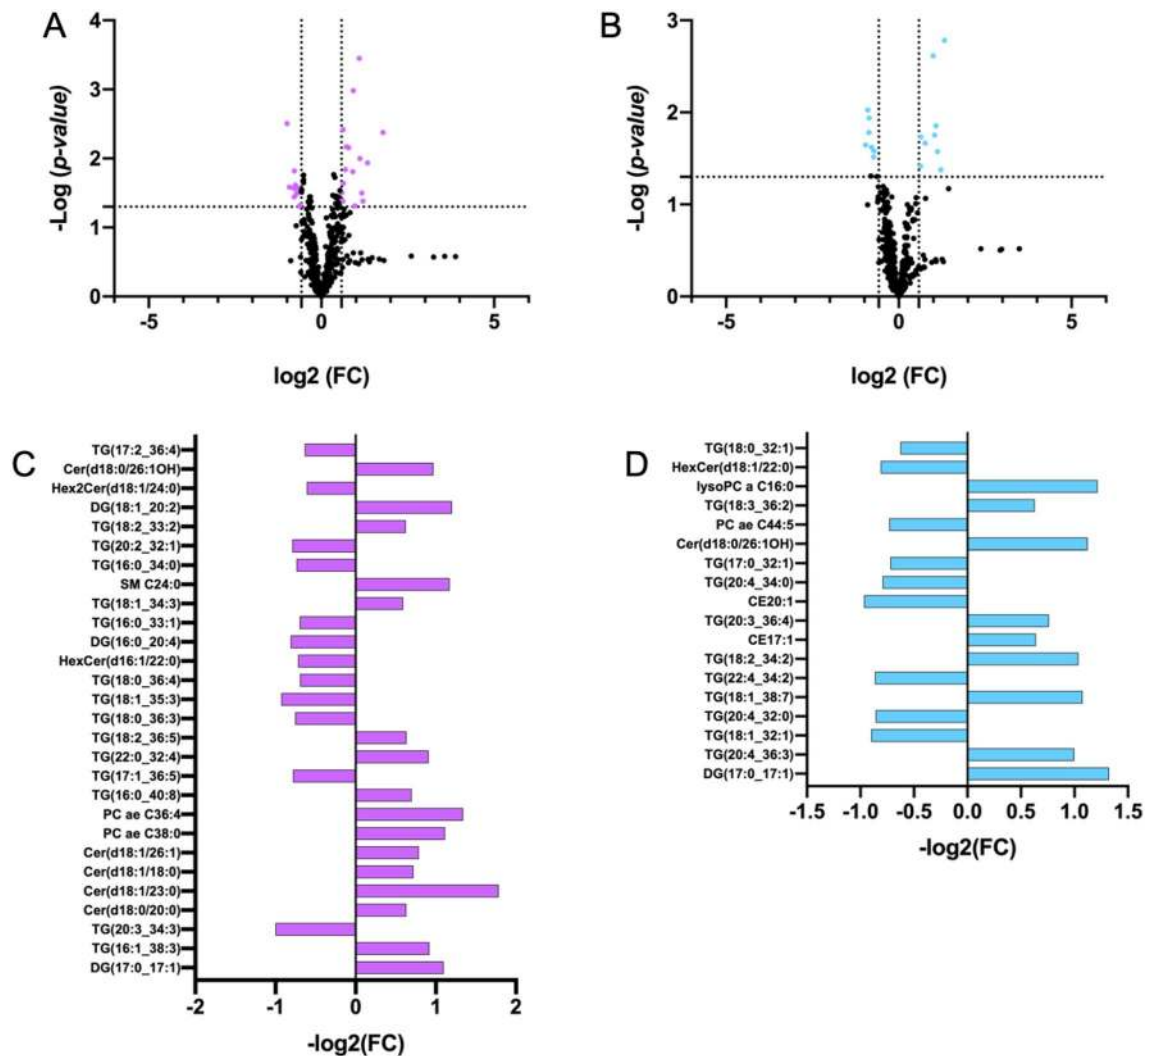 A
4
3
2
1
0
-Log (p-value)
-5
0
5
log2 (FC)
B
3
2
1
0
-Log (p-value)
-5
0
5
log2 (FC)
C
TG(17:2_36:4)
Cer(d18:0/26:1OH)
Hex2Cer(d18:1/24:0)
DG(18:1_20:2)
TG(18:2_33:2)
TG(20:2_32:1)
TG(16:0_34:0)
SM C24:0
TG(18:1_34:3)
TG(16:0_33:1)
DG(16:0_20:4)
HexCer(d16:1/22:0)
TG(18:0_36:4)
TG(18:1_35:3)
TG(18:0_36:3)
TG(18:2_36:5)
TG(22:0_32:4)
TG(17:1_36:5)
TG(16:0_40:8)
PC ae C36:4
PC ae C38:0
Cer(d18:1/26:1)
Cer(d18:1/18:0)
Cer(d18:1/23:0)
Cer(d18:0/20:0)
TG(20:3_34:3)
TG(16:1_38:3)
DG(17:0_17:1)
-2
-1
0
1
2
-log2(FC)
D
TG(18:0_32:1)
HexCer(d18:1/22:0)
lysoPC a C16:0
TG(18:3_36:2)
PC ae C44:5
Cer(d18:0/26:1OH)
TG(17:0_32:1)
TG(20:4_34:0)
CE20:1
TG(20:3_36:4)
CE17:1
TG(18:2_34:2)
TG(22:4_34:2)
TG(18:1_38:7)
TG(20:4_32:0)
TG(18:1_32:1)
TG(20:4_36:3)
DG(17:0_17:1)
-1.5
-1.0
-0.5
0.0
0.5
1.0
1.5
-log2(FC)